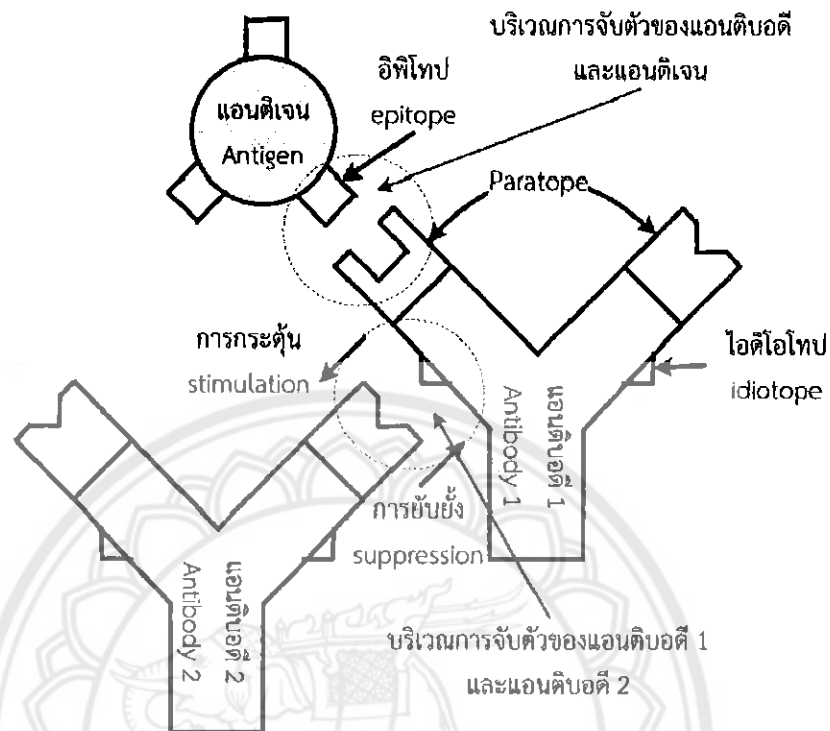 บริเวณการจับตัวของแอนติบอดี
และแอนติเจน
อิพิโทป
epitope
แอนติเจน
Antigen
Paratope
การกระตุ้น
stimulation
ไอดิโอโทป
idiotope
แอนติบอดี 1
Antibody 1
การยับยั้ง
suppression
แอนติบอดี 2
Antibody 2
บริเวณการจับตัวของแอนติบอดี 1
และแอนติบอดี 2